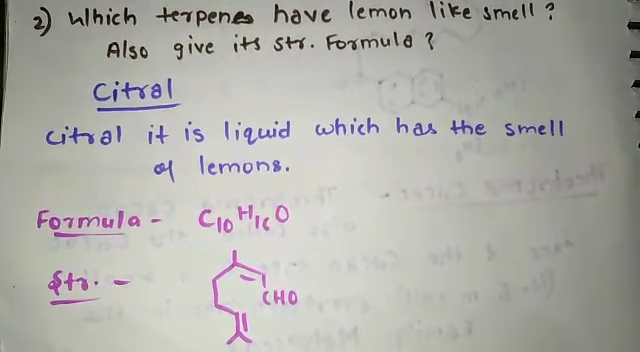 2) Which terpenes have lemon like smell?
Also give its str. Formula?
Citral
Citral it is liquid which has the smell
of lemons.
Formula - C10H16O
Str. -
CHO